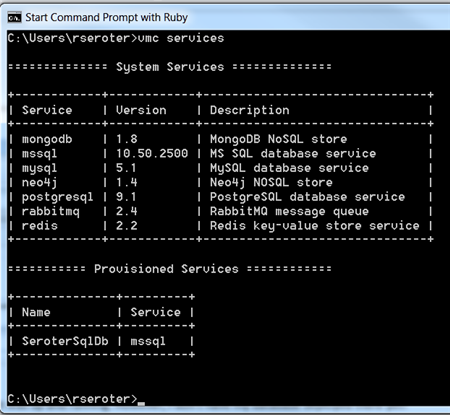 Start Command Prompt with Ruby
C:\Users\rseroter>vmc services
============== System Services ==============
+------------+------------+-------------------------------+
| Service | Version | Description |
+------------+------------+-------------------------------+
| mongodb | 1.8 | MongoDB NoSQL store |
| mssql | 10.50.2500 | MS SQL database service |
| mysql | 5.1 | MySQL database service |
| neo4j | 1.4 | Neo4j NOSQL store |
| postgresql | 9.1 | PostgreSQL database service |
| rabbitmq | 2.4 | RabbitMQ message queue |
| redis | 2.2 | Redis key-value store service |
+------------+------------+-------------------------------+
=========== Provisioned Services ============
+--------------+---------+
| Name | Service |
+--------------+---------+
| SeroterSqlDb | mssql |
+--------------+---------+
C:\Users\rseroter>_